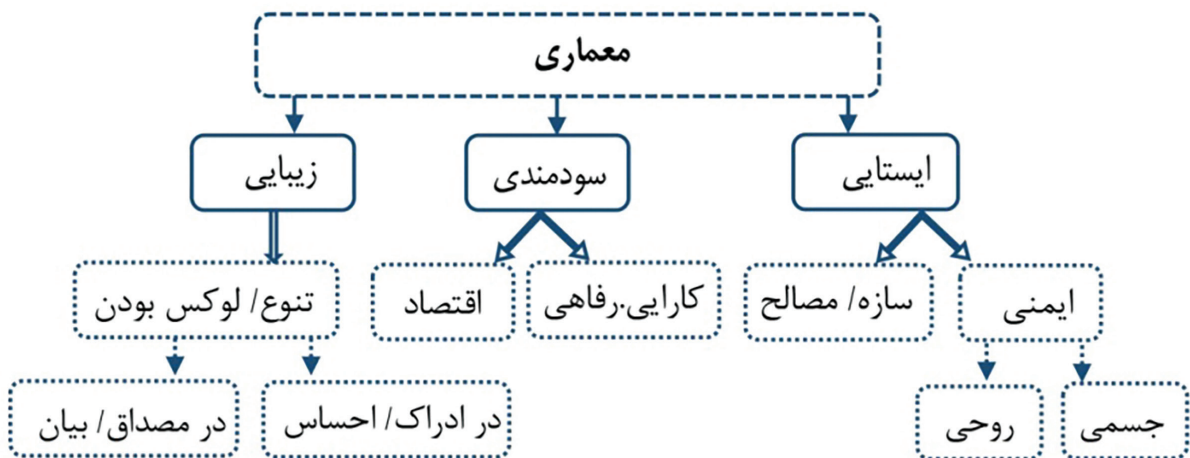 معماری
ایستایی
سودمندی
زیبایی
ایمنی
سازه/ مصالح
کارایی.رفاهی
اقتصاد
تنوع/ لوکس بودن
جسمی
روحی
در ادراک/ احساس
در مصداق/ بیان